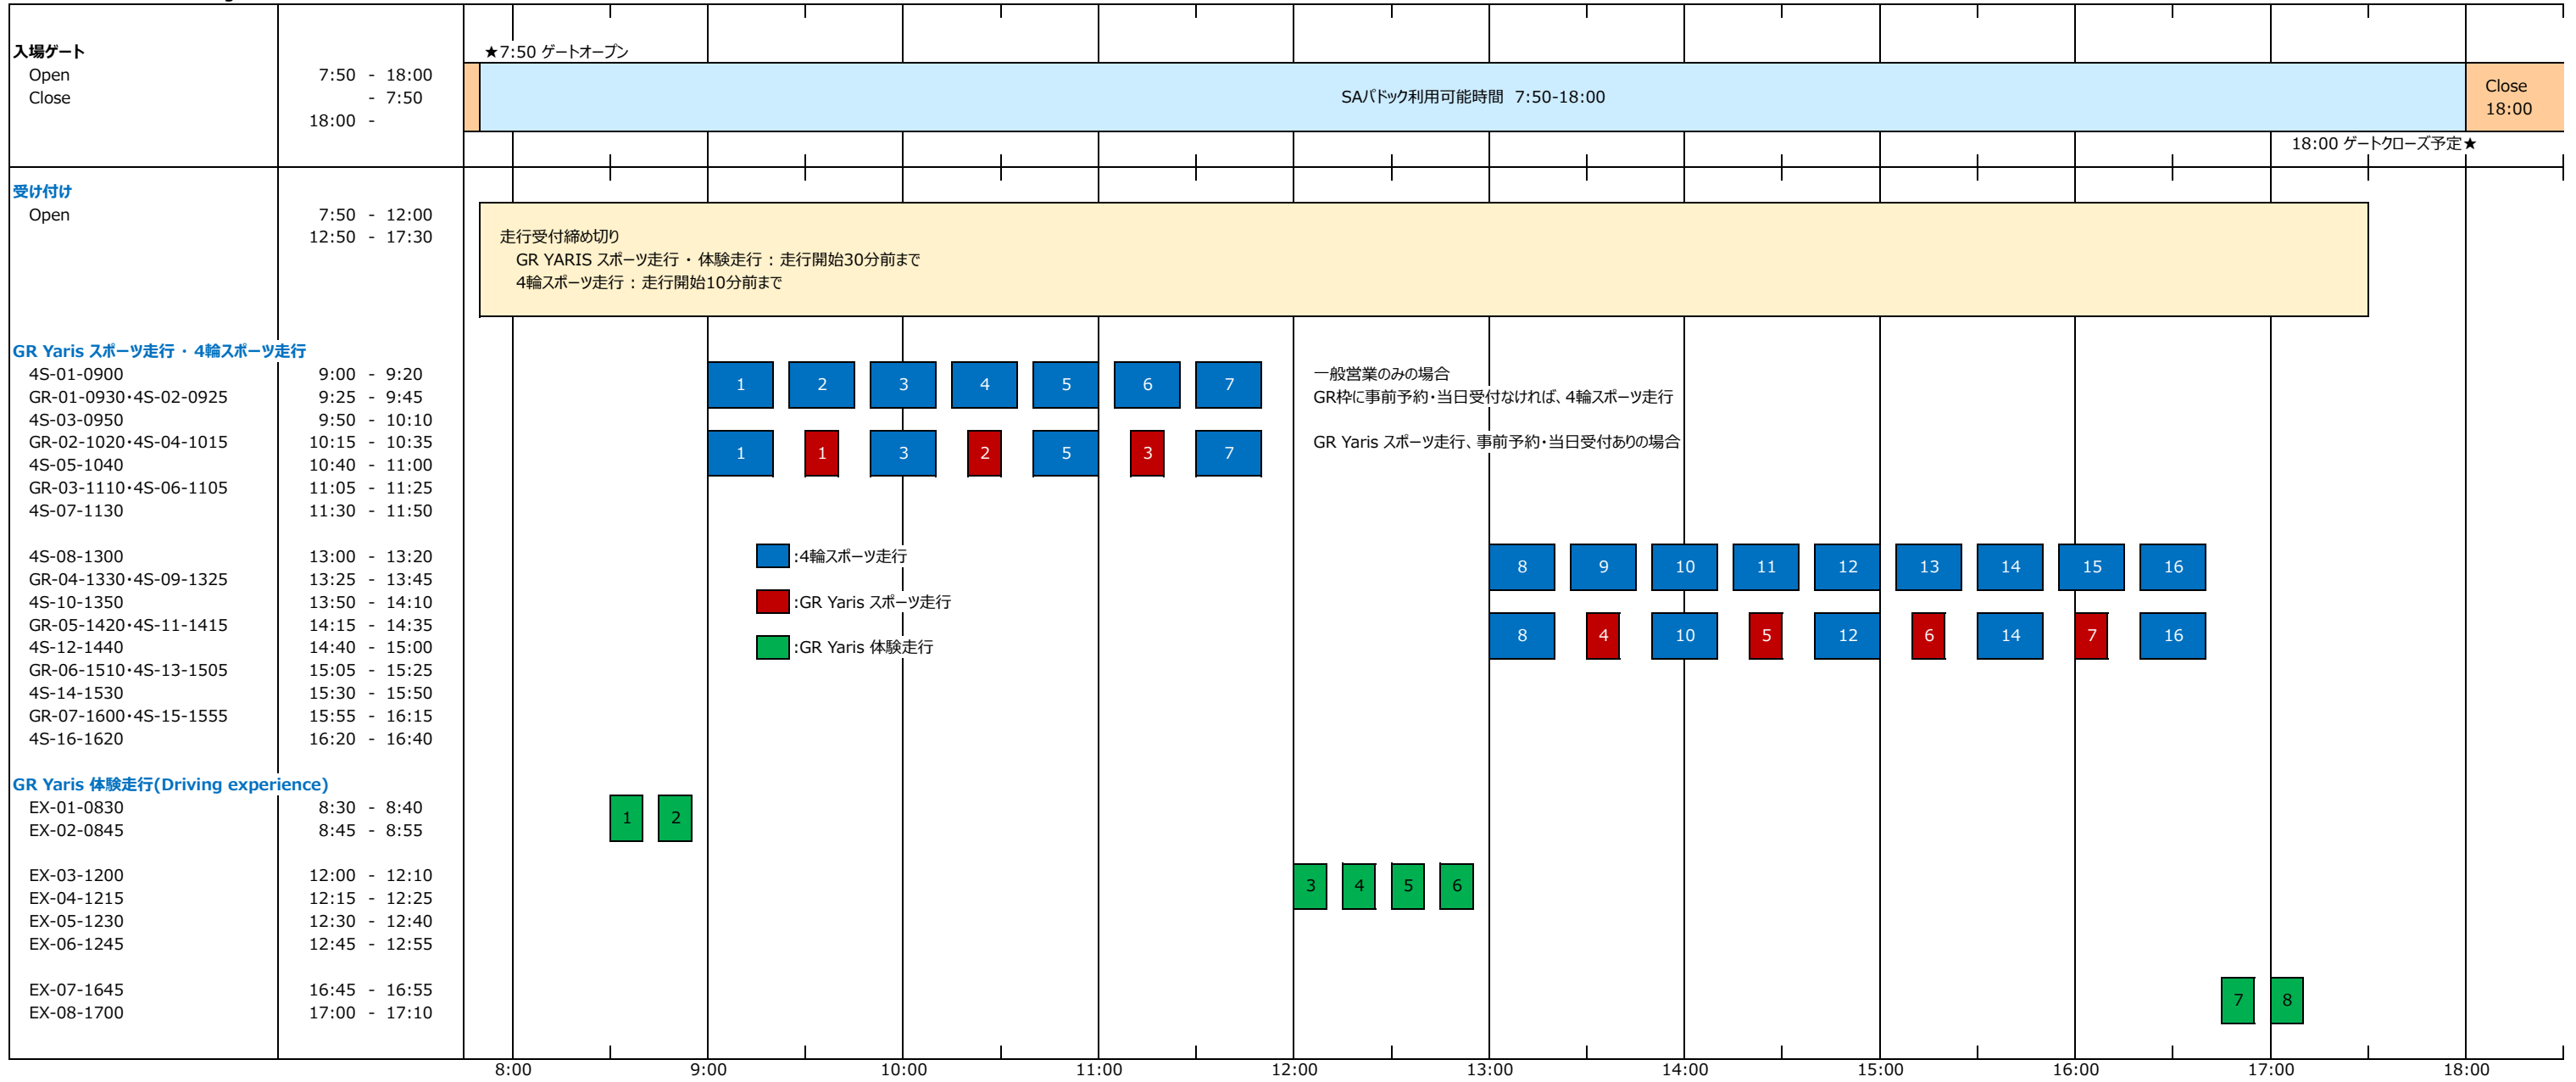 ★7:50 ゲートオープン
入場ゲート
Open 7:50 - 18:00
Close - 7:50
18:00 -
SAパドック利用可能時間 7:50-18:00
Close
18:00
18:00 ゲートクローズ予定★
受け付け
Open 7:50 - 12:00
12:50 - 17:30
走行受付締め切り
GR YARIS スポーツ走行 ・ 体験走行 : 走行開始30分前まで
4輪スポーツ走行 : 走行開始10分前まで
GR Yaris スポーツ走行 ・ 4輪スポーツ走行
4S-01-0900 9:00 - 9:20
GR-01-0930・4S-02-0925 9:25 - 9:45
4S-03-0950 9:50 - 10:10
GR-02-1020・4S-04-1015 10:15 - 10:35
4S-05-1040 10:40 - 11:00
GR-03-1110・4S-06-1105 11:05 - 11:25
4S-07-1130 11:30 - 11:50
1 2 3 4 5 6 7
一般営業のみの場合
GR枠に事前予約・当日受付なければ、4輪スポーツ走行
1 1 3 2 5 3 7
GR Yaris スポーツ走行、事前予約・当日受付ありの場合
4S-08-1300 13:00 - 13:20
GR-04-1330・4S-09-1325 13:25 - 13:45
4S-10-1350 13:50 - 14:10
GR-05-1420・4S-11-1415 14:15 - 14:35
4S-12-1440 14:40 - 15:00
GR-06-1510・4S-13-1505 15:05 - 15:25
4S-14-1530 15:30 - 15:50
GR-07-1600・4S-15-1555 15:55 - 16:15
4S-16-1620 16:20 - 16:40
:4輪スポーツ走行
:GR Yaris スポーツ走行
:GR Yaris 体験走行
8 9 10 11 12 13 14 15 16
8 4 10 5 12 6 14 7 16
GR Yaris 体験走行(Driving experience)
EX-01-0830 8:30 - 8:40
EX-02-0845 8:45 - 8:55
1 2
EX-03-1200 12:00 - 12:10
EX-04-1215 12:15 - 12:25
EX-05-1230 12:30 - 12:40
EX-06-1245 12:45 - 12:55
3 4 5 6
EX-07-1645 16:45 - 16:55
EX-08-1700 17:00 - 17:10
7 8
8:00 9:00 10:00 11:00 12:00 13:00 14:00 15:00 16:00 17:00 18:00